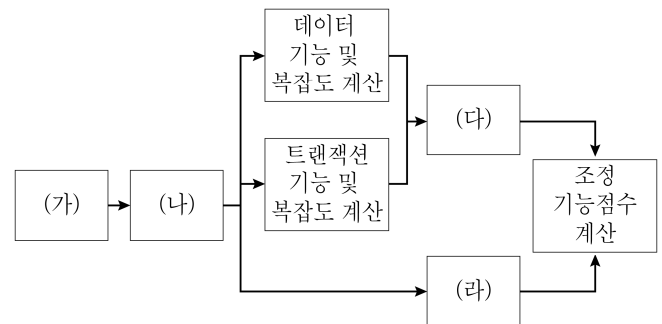 데이터
기능 및
복잡도 계산
트랜잭션
기능 및
복잡도 계산
(가)
(나)
(다)
(라)
조정
기능점수
계산